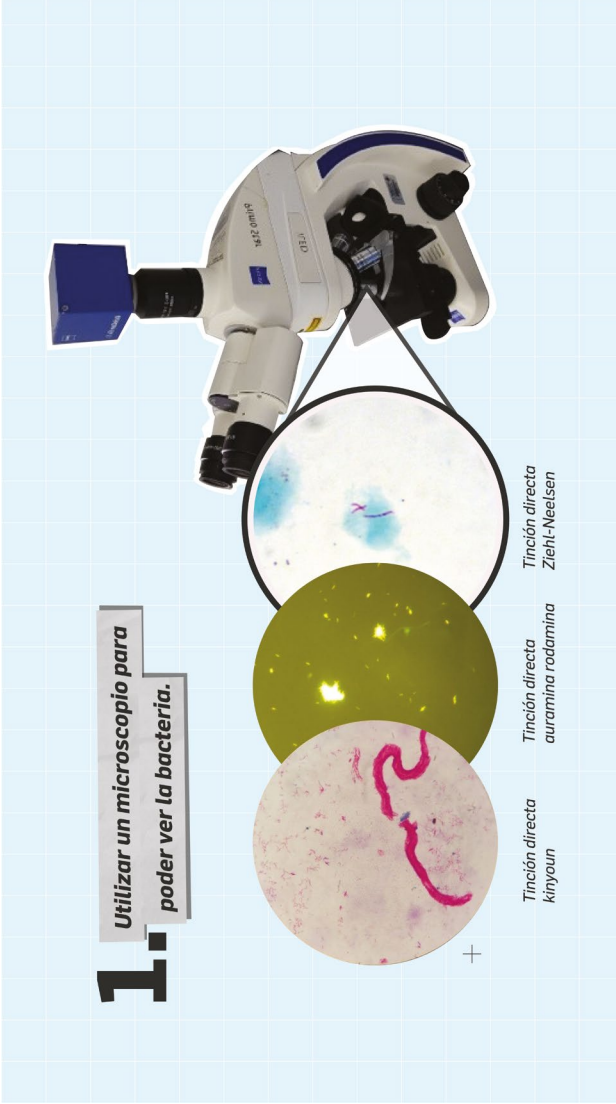 1.
Utilizar un microscopio para
poder ver la bacteria.
Tinción directa
kinyoun
Tinción directa
auramina rodamina
Tinción directa
Ziehl-Neelsen